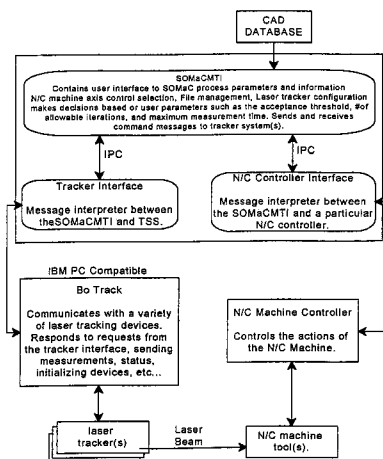 CAD
DATABASE
SOMaCMTI
Contains user interface to SOMaC process parameters and information
N/C machine axis control selection, File management, Lasor tracker configuration
makes decisions based or user parameters such as the acceptance threshold, #of
allowable iterations, and maximum measurement time. Sends and receives
command messages to tracker system(s).
IPC
IPC
Tracker Interface
Message interpreter between
theSOMaCMTI and TSS.
N/C Controller Interface
Message interpreter between
the SOMaCMTI and a particular
N/C controller.
IBM PC Compatible
Bo Track
Communicates with a variety
of laser tracking devices.
Responds to requests from
the tracker interface, sending
measurements, status,
initializing devices, etc...
N/C Machine Controller
Controls the actions of
the N/C Machine.
laser
tracker(s)
Laser
Beam
N/C machine
tool(s).